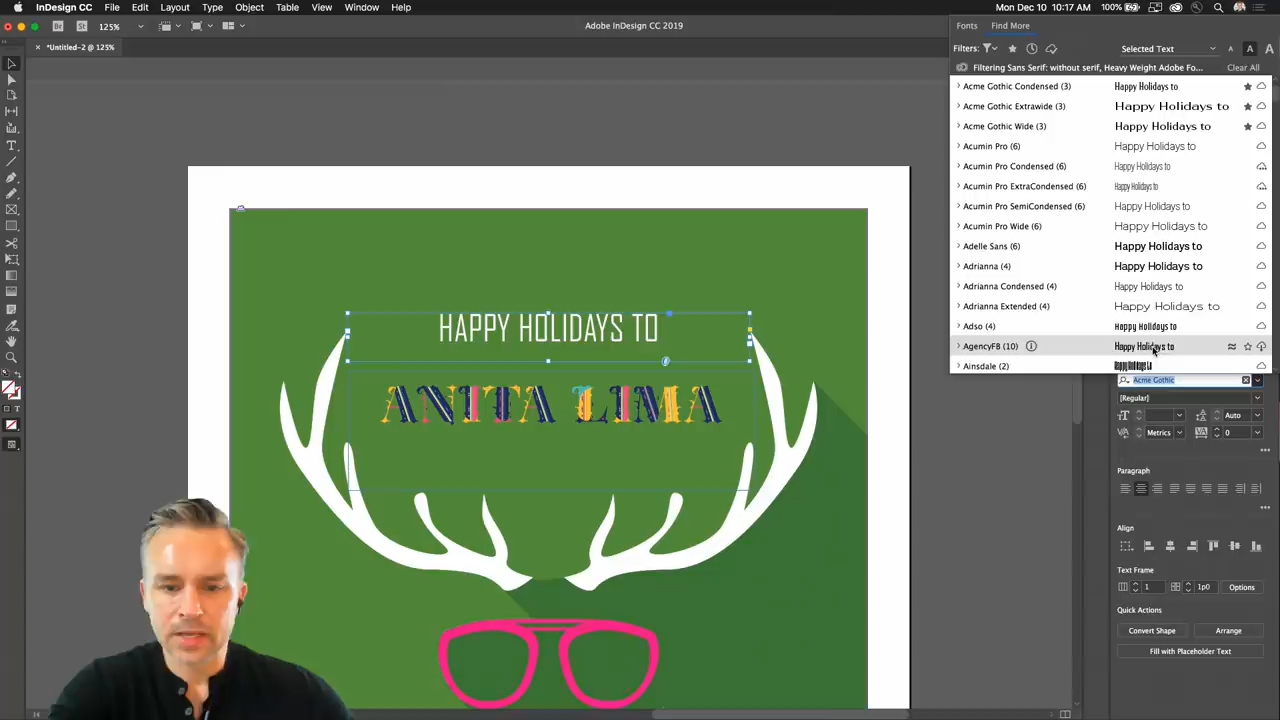 InDesign CC File Edit Layout Type Object Table View Window Help
100% Mon Dec 10 10:17 AM
Br St 125%
Adobe InDesign CC 2019
*Untitled-2 @ 125%
Fonts Find More
Filters: Selected Text A A A
Filtering Sans Serif: without serif, Heavy Weight Adobe Fo... Clear All
Acme Gothic Condensed (3) Happy Holidays to
Acme Gothic Extrawide (3) Happy Holidays to
Acme Gothic Wide (3) Happy Holidays to
Acumin Pro (6) Happy Holidays to
Acumin Pro Condensed (6) Happy Holidays to
Acumin Pro ExtraCondensed (6) Happy Holidays to
Acumin Pro SemiCondensed (6) Happy Holidays to
Acumin Pro Wide (6) Happy Holidays to
Adelle Sans (6) Happy Holidays to
Adrianna (4) Happy Holidays to
Adrianna Condensed (4) Happy Holidays to
Adrianna Extended (4) Happy Holidays to
Adso (4) Happy Holidays to
AgencyFB (10) Happy Holidays to
Ainsdale (2) Happy Holidays to
HAPPY HOLIDAYS TO
ANITA LIMA
Acme Gothic
[Regular]
Auto
Metrics 0
Paragraph
Align
Text Frame
1 1p0 Options
Quick Actions
Convert Shape Arrange
Fill with Placeholder Text